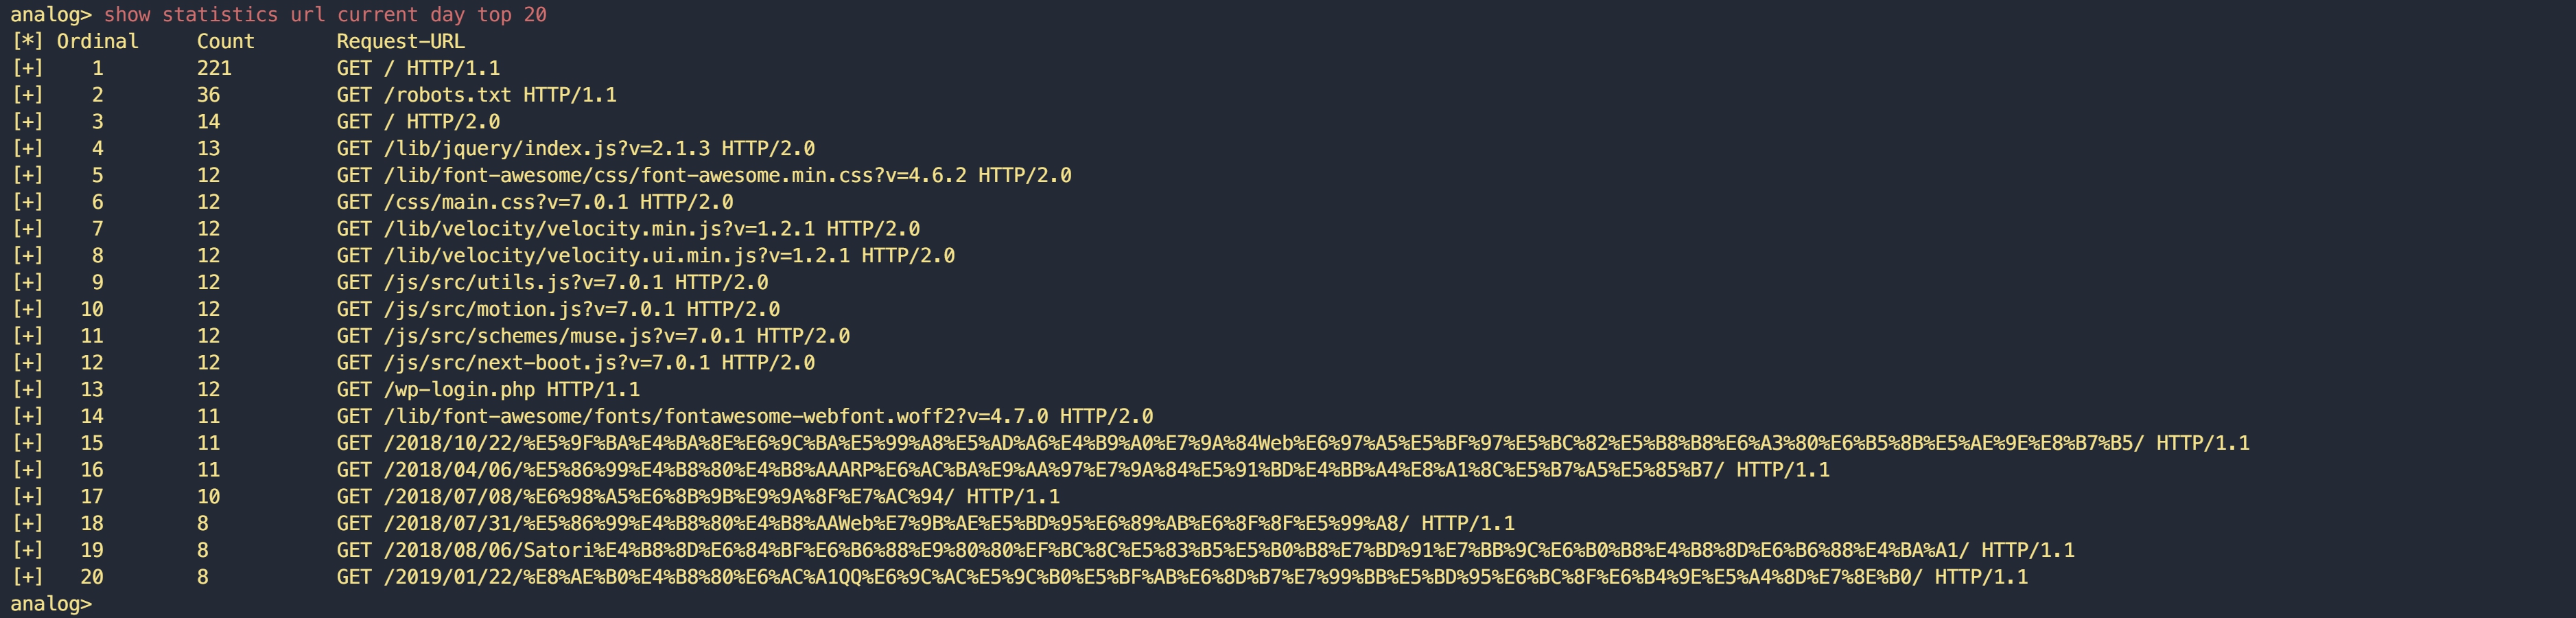 analog> show statistics url current day top 20
[*] Ordinal     Count       Request-URL
[+]    1        221         GET / HTTP/1.1
[+]    2        36          GET /robots.txt HTTP/1.1
[+]    3        14          GET / HTTP/2.0
[+]    4        13          GET /lib/jquery/index.js?v=2.1.3 HTTP/2.0
[+]    5        12          GET /lib/font-awesome/css/font-awesome.min.css?v=4.6.2 HTTP/2.0
[+]    6        12          GET /css/main.css?v=7.0.1 HTTP/2.0
[+]    7        12          GET /lib/velocity/velocity.min.js?v=1.2.1 HTTP/2.0
[+]    8        12          GET /lib/velocity/velocity.ui.min.js?v=1.2.1 HTTP/2.0
[+]    9        12          GET /js/src/utils.js?v=7.0.1 HTTP/2.0
[+]   10        12          GET /js/src/motion.js?v=7.0.1 HTTP/2.0
[+]   11        12          GET /js/src/schemes/muse.js?v=7.0.1 HTTP/2.0
[+]   12        12          GET /js/src/next-boot.js?v=7.0.1 HTTP/2.0
[+]   13        12          GET /wp-login.php HTTP/1.1
[+]   14        11          GET /lib/font-awesome/fonts/fontawesome-webfont.woff2?v=4.7.0 HTTP/2.0
[+]   15        11          GET /2018/10/22/%E5%9F%BA%E4%BA%8E%E6%9C%BA%E5%99%A8%E5%AD%A6%E4%B9%A0%E7%9A%84Web%E6%97%A5%E5%BF%97%E5%BC%82%E5%B8%B8%E6%A3%80%E6%B5%8B%E5%AE%9E%E8%B7%B5/ HTTP/1.1
[+]   16        11          GET /2018/04/06/%E5%86%99%E4%B8%80%E4%B8%AAARP%E6%AC%BA%E9%AA%97%E7%9A%84%E5%91%BD%E4%BB%A4%E8%A1%8C%E5%B7%A5%E5%85%B7/ HTTP/1.1
[+]   17        10          GET /2018/07/08/%E6%98%A5%E6%8B%9B%E9%9A%8F%E7%AC%94/ HTTP/1.1
[+]   18        8           GET /2018/07/31/%E5%86%99%E4%B8%80%E4%B8%AAWeb%E7%9B%AE%E5%BD%95%E6%89%AB%E6%8F%8F%E5%99%A8/ HTTP/1.1
[+]   19        8           GET /2018/08/06/Satori%E4%B8%8D%E6%84%BF%E6%B6%88%E9%80%80%EF%BC%8C%E5%83%B5%E5%B0%B8%E7%BD%91%E7%BB%9C%E6%B0%B8%E4%B8%8D%E6%B6%88%E4%BA%A1/ HTTP/1.1
[+]   20        8           GET /2019/01/22/%E8%AE%B0%E4%B8%80%E6%AC%A1QQ%E6%9C%AC%E5%9C%B0%E5%BF%AB%E6%8D%B7%E7%99%BB%E5%BD%95%E6%BC%8F%E6%B4%9E%E5%A4%8D%E7%8E%B0/ HTTP/1.1
analog>